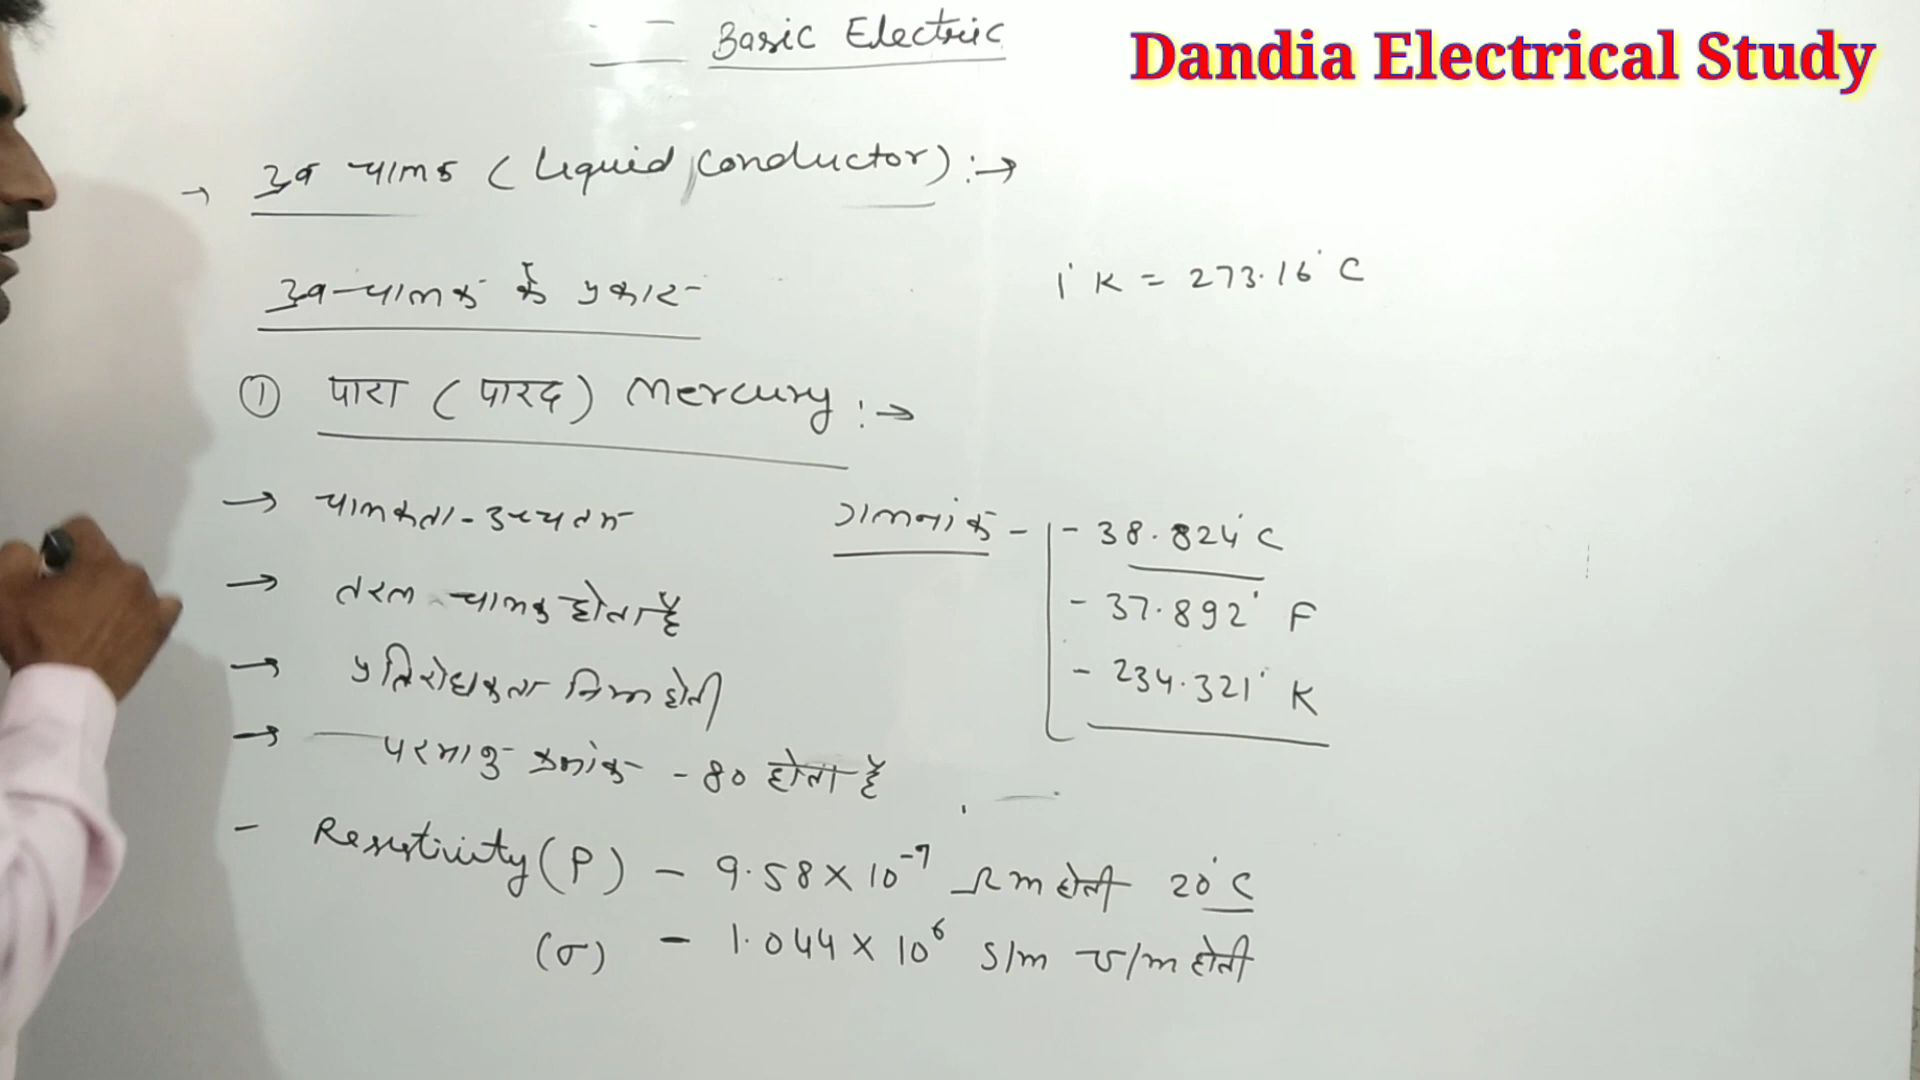 Basic Electric
Dandia Electrical Study
→ द्रव चालक (Liquid Conductor):→
द्रव चालक के प्रकार-
1° K = 273.16° C
① पारा (पारद) Mercury:→
→ चालकता - उच्चतम
गलनांक - - 38.824° C
- 37.892° F
- 234.321° K
→ तरल चालक होता है
→ प्रतिरोधकता निम्न होती
→ परमाणु क्रमांक - 80 होता है
- Resistivity (ρ) - 9.58 × 10⁻⁷ Ωm होती 20°C
(σ) - 1.044 × 10⁶ S/m ℧/m होती